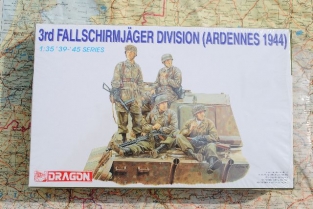 3rd FALLSCHIRMJÄGER DIVISION (ARDENNES 1944)
1:35 '39-'45 SERIES
DRAGON